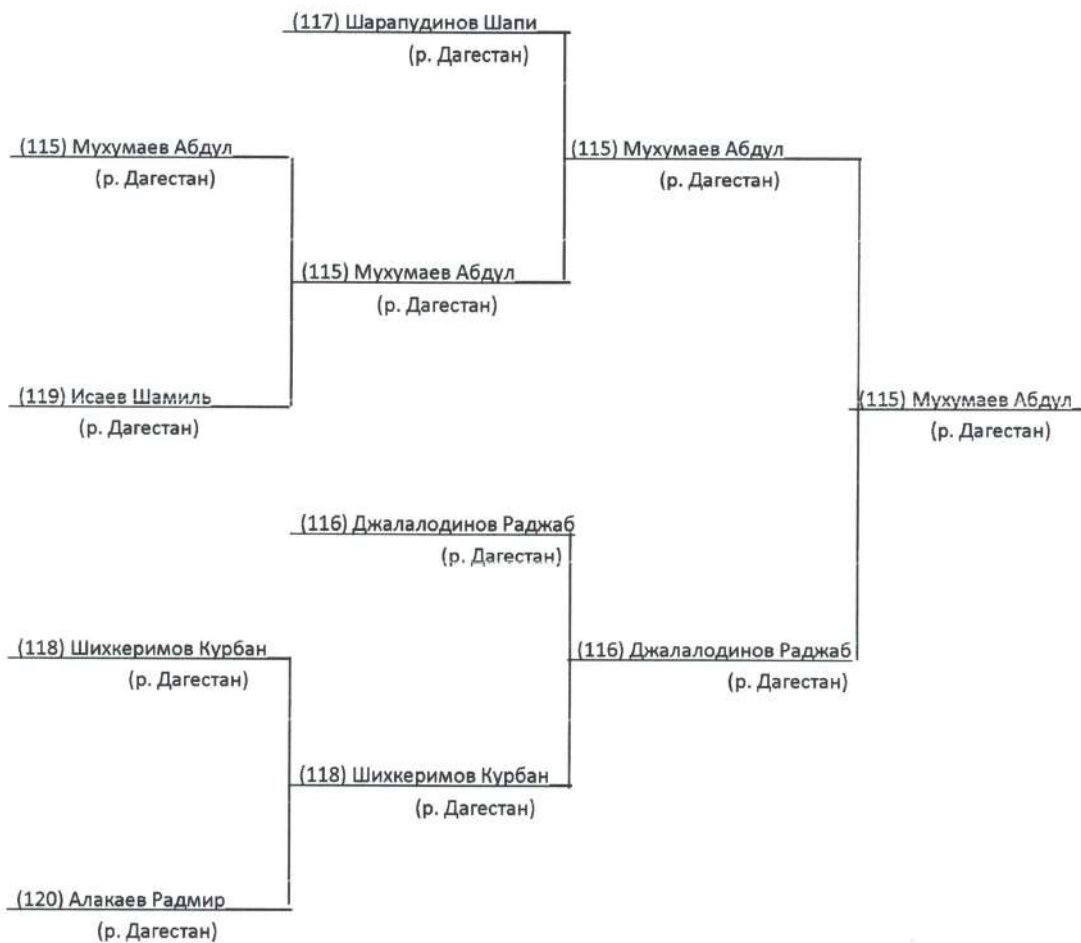 (117) Шарапудинов Шапи
(р. Дагестан)
(115) Мухумаев Абдул
(р. Дагестан)
(115) Мухумаев Абдул
(р. Дагестан)
(115) Мухумаев Абдул
(р. Дагестан)
(119) Исаев Шамиль
(р. Дагестан)
(115) Мухумаев Абдул
(р. Дагестан)
(116) Джалалодинов Раджаб
(р. Дагестан)
(118) Шихкеримов Курбан
(р. Дагестан)
(116) Джалалодинов Раджаб
(р. Дагестан)
(118) Шихкеримов Курбан
(р. Дагестан)
(120) Алакаев Радмир
(р. Дагестан)